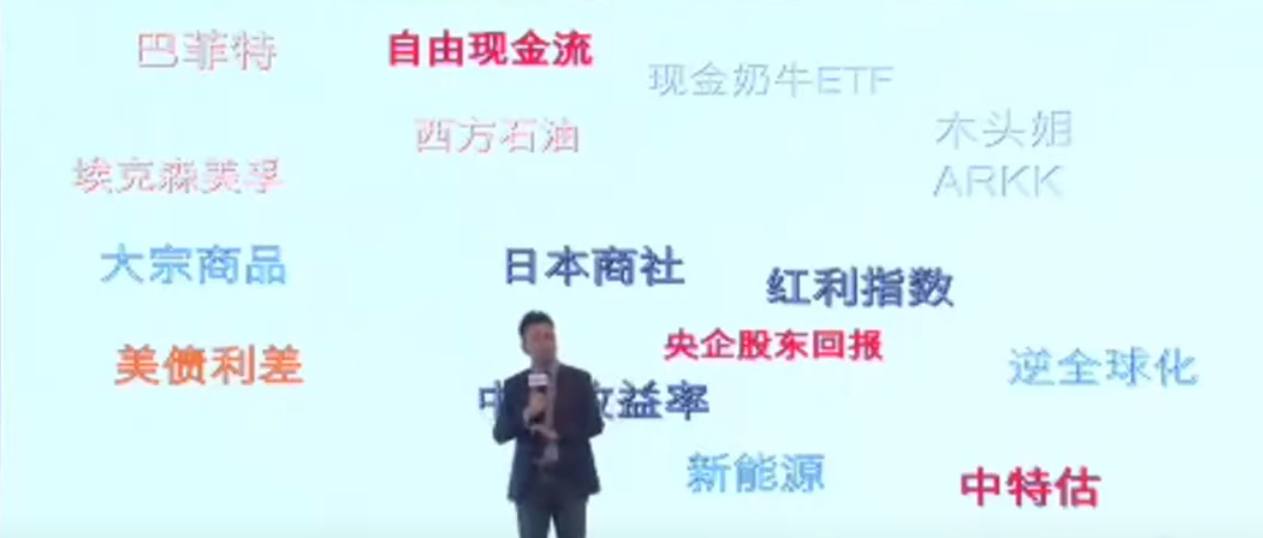 巴菲特
自由现金流
现金奶牛ETF
西方石油
木头姐
ARKK
埃克森美孚
大宗商品
日本商社
红利指数
央企股东回报
美债利差
逆全球化
收益率
新能源
中特估